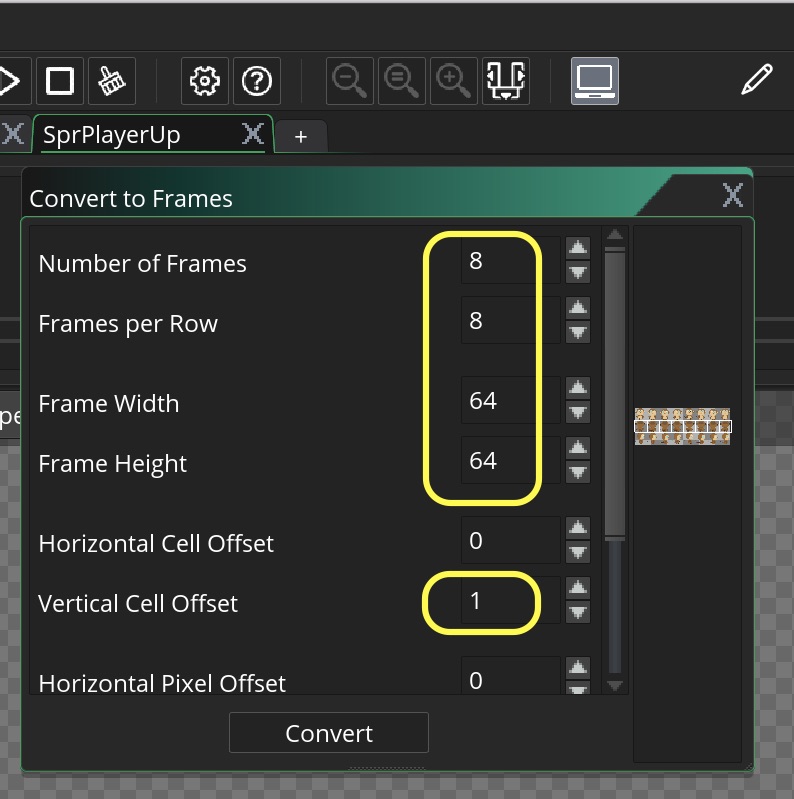 SprPlayerUp
+
Convert to Frames
X
Number of Frames 8
Frames per Row 8
Frame Width 64
Frame Height 64
Horizontal Cell Offset 0
Vertical Cell Offset 1
Horizontal Pixel Offset 0
pe
Convert